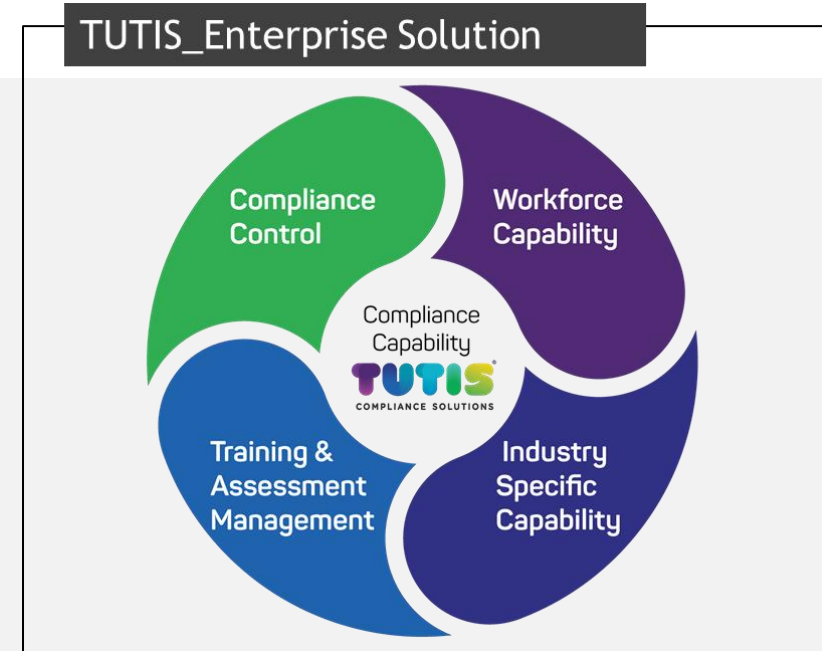 TUTIS_Enterprise Solution
Compliance
Control
Workforce
Capability
Compliance
Capability
TUTIS®
COMPLIANCE SOLUTIONS
Training &
Assessment
Management
Industry
Specific
Capability